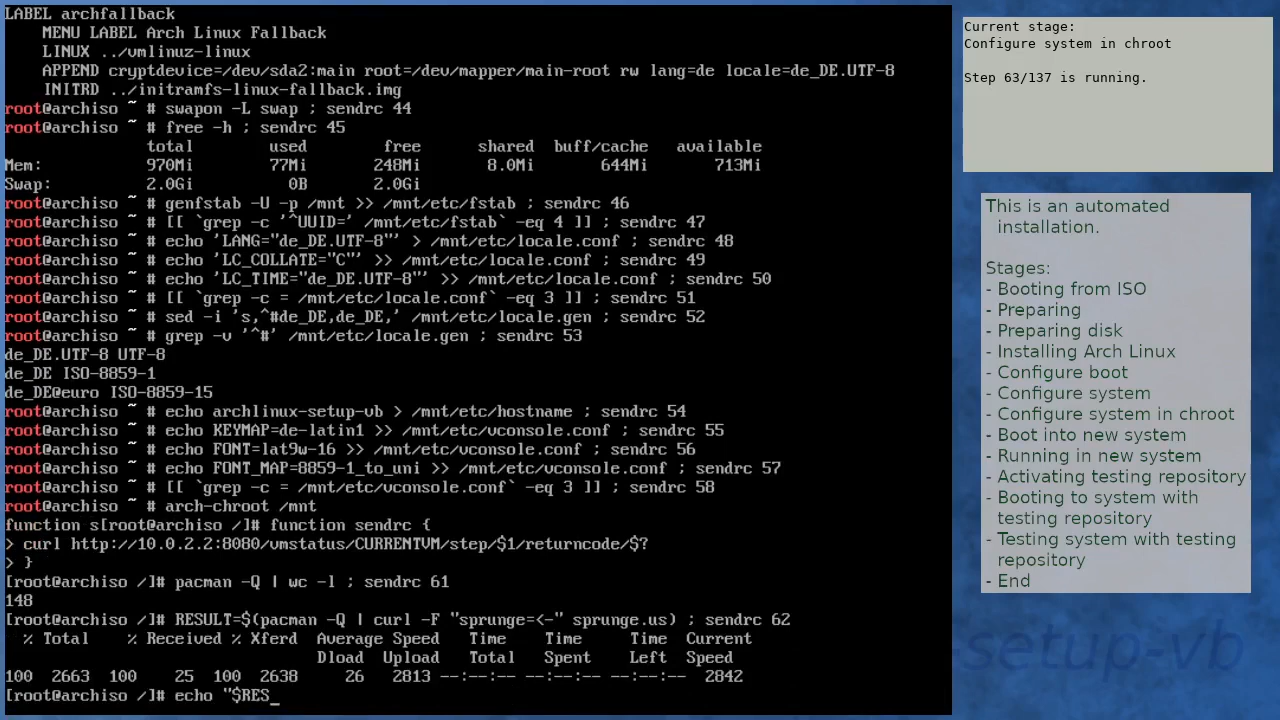 LABEL archfallback
MENU LABEL Arch Linux Fallback
LINUX ../vmlinuz-linux
APPEND cryptdevice=/dev/sda2:main root=/dev/mapper/main-root rw lang=de locale=de_DE.UTF-8
INITRD ../initramfs-linux-fallback.img
root@archiso ~ # swapon -L swap ; sendrc 44
root@archiso ~ # free -h ; sendrc 45
total used free shared buff/cache available
Mem: 970Mi 77Mi 248Mi 8.0Mi 644Mi 713Mi
Swap: 2.0Gi 0B 2.0Gi
root@archiso ~ # genfstab -U -p /mnt >> /mnt/etc/fstab ; sendrc 46
root@archiso ~ # [[ `grep -c '^UUID=' /mnt/etc/fstab` -eq 4 ]] ; sendrc 47
root@archiso ~ # echo 'LANG="de_DE.UTF-8"' > /mnt/etc/locale.conf ; sendrc 48
root@archiso ~ # echo 'LC_COLLATE="C"' >> /mnt/etc/locale.conf ; sendrc 49
root@archiso ~ # echo 'LC_TIME="de_DE.UTF-8"' >> /mnt/etc/locale.conf ; sendrc 50
root@archiso ~ # [[ `grep -c = /mnt/etc/locale.conf` -eq 3 ]] ; sendrc 51
root@archiso ~ # sed -i 's,^#de_DE,de_DE,' /mnt/etc/locale.gen ; sendrc 52
root@archiso ~ # grep -v '^#' /mnt/etc/locale.gen ; sendrc 53
de_DE.UTF-8 UTF-8
de_DE ISO-8859-1
de_DE@euro ISO-8859-15
root@archiso ~ # echo archlinux-setup-vb > /mnt/etc/hostname ; sendrc 54
root@archiso ~ # echo KEYMAP=de-latin1 >> /mnt/etc/vconsole.conf ; sendrc 55
root@archiso ~ # echo FONT=lat9w-16 >> /mnt/etc/vconsole.conf ; sendrc 56
root@archiso ~ # echo FONT_MAP=8859-1_to_uni >> /mnt/etc/vconsole.conf ; sendrc 57
root@archiso ~ # [[ `grep -c = /mnt/etc/vconsole.conf` -eq 3 ]] ; sendrc 58
root@archiso ~ # arch-chroot /mnt
function s[root@archiso /]# function sendrc {
> curl http://10.0.2.2:8080/vmstatus/CURRENTVM/step/$1/returncode/$?
> }
[root@archiso /]# pacman -Q | wc -l ; sendrc 61
148
[root@archiso /]# RESULT=$(pacman -Q | curl -F "sprunge=<-" sprunge.us) ; sendrc 62
% Total % Received % Xferd Average Speed Time Time Time Current
Dload Upload Total Spent Left Speed
100 2663 100 25 100 2638 26 2813 --:--:-- --:--:-- --:--:-- 2842
[root@archiso /]# echo "$RES_
Current stage:
Configure system in chroot
Step 63/137 is running.
This is an automated
installation.
Stages:
- Booting from ISO
- Preparing
- Preparing disk
- Installing Arch Linux
- Configure boot
- Configure system
- Configure system in chroot
- Boot into new system
- Running in new system
- Activating testing repository
- Booting to system with
testing repository
- Testing system with testing
repository
- End
-setup-vb